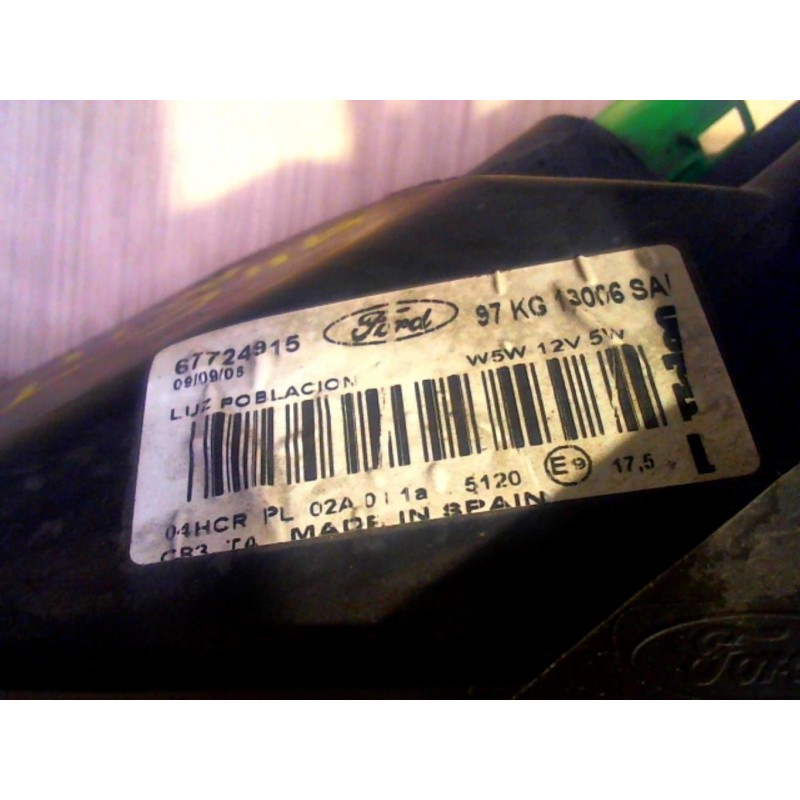 67724915 Ford 97 KG 13006 SA
09/09/08 W5W 12V 5W
LUZ POBLACION
04HCR PL 02A 01 1a 5120 E9 17,5
MADE IN SPAIN
Ford